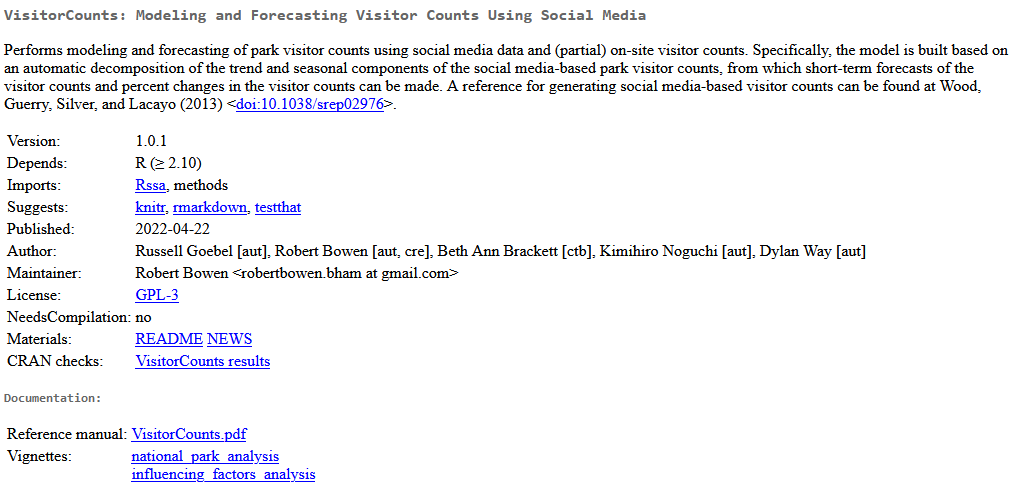 VisitorCounts: Modeling and Forecasting Visitor Counts Using Social Media
Performs modeling and forecasting of park visitor counts using social media data and (partial) on-site visitor counts. Specifically, the model is built based on
an automatic decomposition of the trend and seasonal components of the social media-based park visitor counts, from which short-term forecasts of the
visitor counts and percent changes in the visitor counts can be made. A reference for generating social media-based visitor counts can be found at Wood,
Guerry, Silver, and Lacayo (2013) <doi:10.1038/srep02976>.
Version: 1.0.1
Depends: R (≥ 2.10)
Imports: Rssa, methods
Suggests: knitr, rmarkdown, testthat
Published: 2022-04-22
Author: Russell Goebel [aut], Robert Bowen [aut, cre], Beth Ann Brackett [ctb], Kimihiro Noguchi [aut], Dylan Way [aut]
Maintainer: Robert Bowen <robertbowen.bham at gmail.com>
License: GPL-3
NeedsCompilation: no
Materials: README NEWS
CRAN checks: VisitorCounts results
Documentation:
Reference manual: VisitorCounts.pdf
Vignettes: national_park_analysis
influencing_factors_analysis